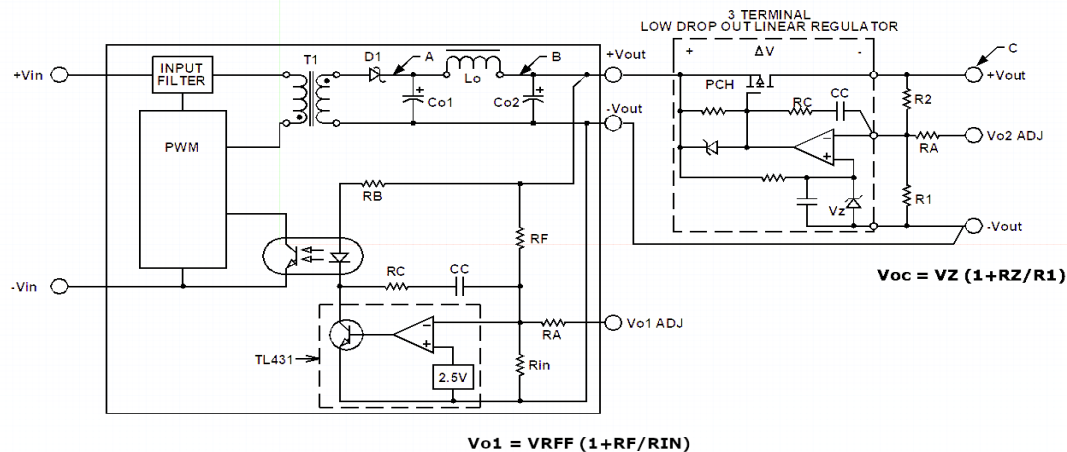 3 TERMINAL
LOW DROP OUT LINEAR REGULATOR
+ ΔV -
+Vin
INPUT
FILTER
T1
D1
A
Lo
B
+Vout
PCH
C
+Vout
Co1
+
Co2
+
-Vout
RC
CC
R2
PWM
RA
Vo2 ADJ
-
+
RB
Vz
R1
-Vout
RF
-Vin
RC
CC
Voc = VZ (1+RZ/R1)
TL431
-
+
RA
Vo1 ADJ
Rin
2.5V
Vo1 = VRFF (1+RF/RIN)